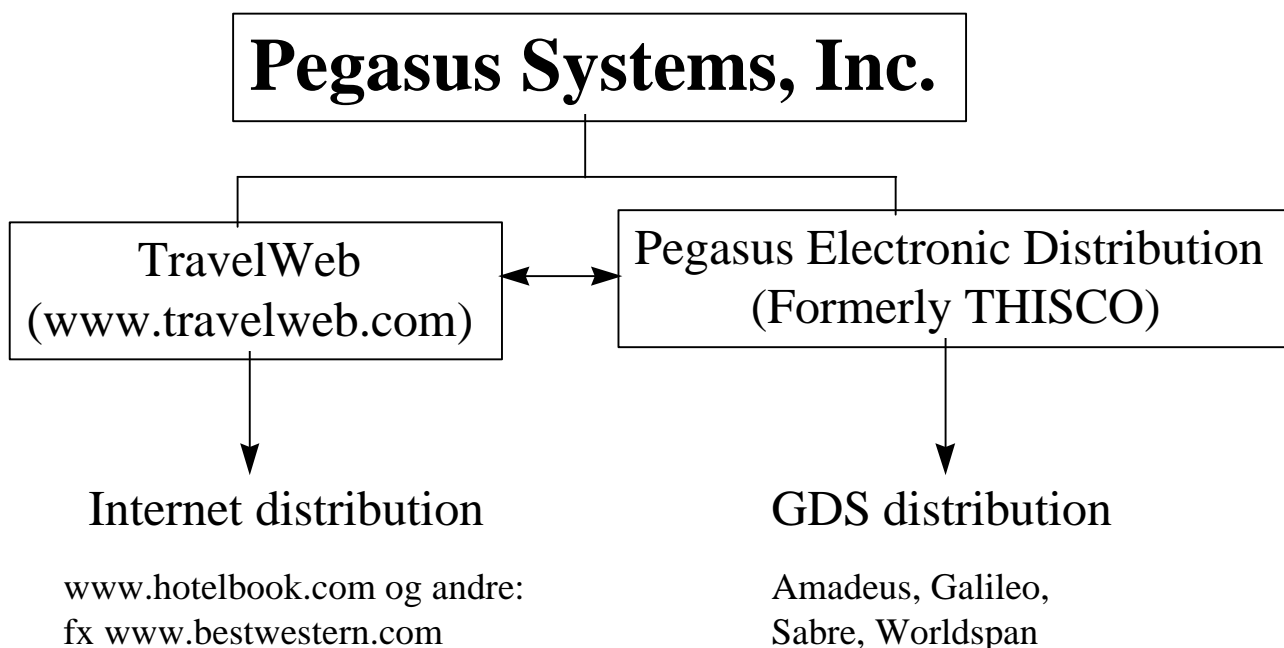 Pegasus Systems, Inc.
TravelWeb
(www.travelweb.com)
Pegasus Electronic Distribution
(Formerly THISCO)
Internet distribution
www.hotelbook.com og andre:
fx www.bestwestern.com
GDS distribution
Amadeus, Galileo,
Sabre, Worldspan